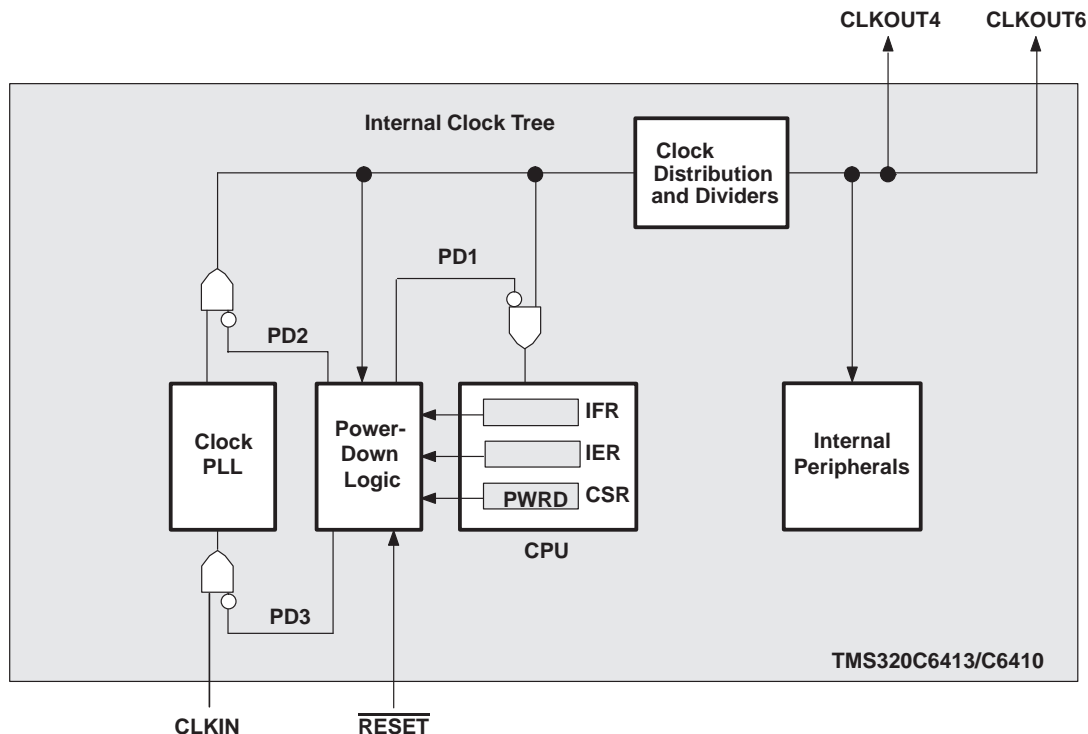 CLKOUT4 CLKOUT6
Internal Clock Tree
Clock
Distribution
and Dividers
PD1
PD2
Clock
PLL
Power-
Down
Logic
IFR
IER
PWRD CSR
CPU
Internal
Peripherals
PD3
TMS320C6413/C6410
CLKIN RESET